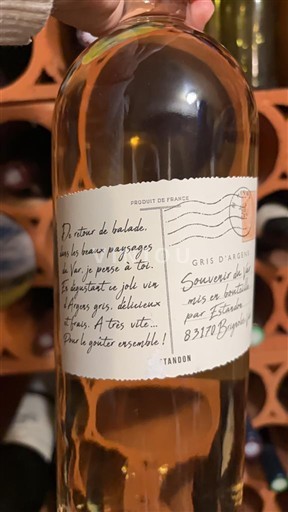 PRODUIT DE FRANCE
Du retour de balade,
dans les beaux paysages
du Var, je pense à toi.
En dégustant ce joli vin
d'Argens gris, délicieux
et frais. A très vite...
Pour le goûter ensemble !
GRIS D'ARGENS
Souvenir du
mis en bouteille
par Estandon
83170 Brignoles
ESTANDON